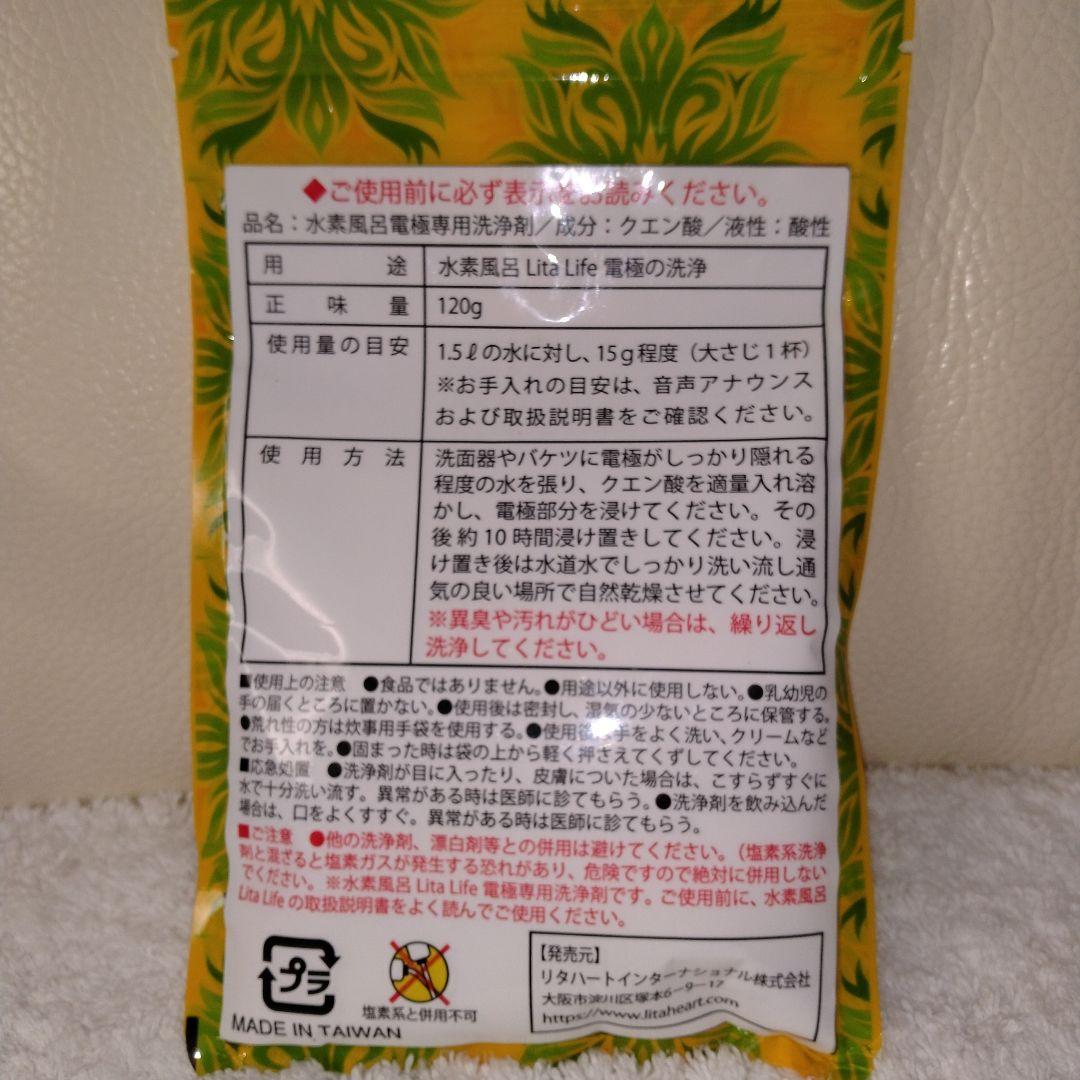 ◆ご使用前に必ず表示をお読みください。
品名:水素風呂電極専用洗浄剤/成分:クエン酸/液性:酸性
用途 水素風呂 Lita Life 電極の洗浄
正味量 120g
使用量の目安 1.5ℓの水に対し、15g程度(大さじ1杯)
※お手入れの目安は、音声アナウンス
および取扱説明書をご確認ください。
使用方法 洗面器やバケツに電極がしっかり隠れる
程度の水を張り、クエン酸を適量入れ溶
かし、電極部分を浸けてください。その
後約10時間浸け置きしてください。浸
け置き後は水道水でしっかり洗い流し通
気の良い場所で自然乾燥させてください。
※異臭や汚れがひどい場合は、繰り返し
洗浄してください。
■使用上の注意 ●食品ではありません。●用途以外に使用しない。●乳幼児の
手の届くところに置かない。●使用後は密封し、湿気の少ないところに保管する。
●荒れ性の方は炊事用手袋を使用する。●使用後は手をよく洗い、クリームなど
でお手入れを。●固まった時は袋の上から軽く押さえてくずしてください。
■応急処置 ●洗浄剤が目に入ったり、皮膚についた場合は、こすらずすぐに
水で十分洗い流す。異常がある時は医師に診てもらう。●洗浄剤を飲み込んだ
場合は、口をよくすすぐ。異常がある時は医師に診てもらう。
■ご注意 ●他の洗浄剤、漂白剤等との併用は避けてください。(塩素系洗浄
剤と混ざると塩素ガスが発生する恐れがあり、危険ですので絶対に併用しない
でください。※水素風呂 Lita Life 電極専用洗浄剤です。ご使用前に、水素風呂
Lita Life の取扱説明書をよく読んでご使用ください。
プラ
塩素系と併用不可
MADE IN TAIWAN
【発売元】
リタハートインターナショナル株式会社
大阪市淀川区塚本6-9-17
https://www.litaheart.com